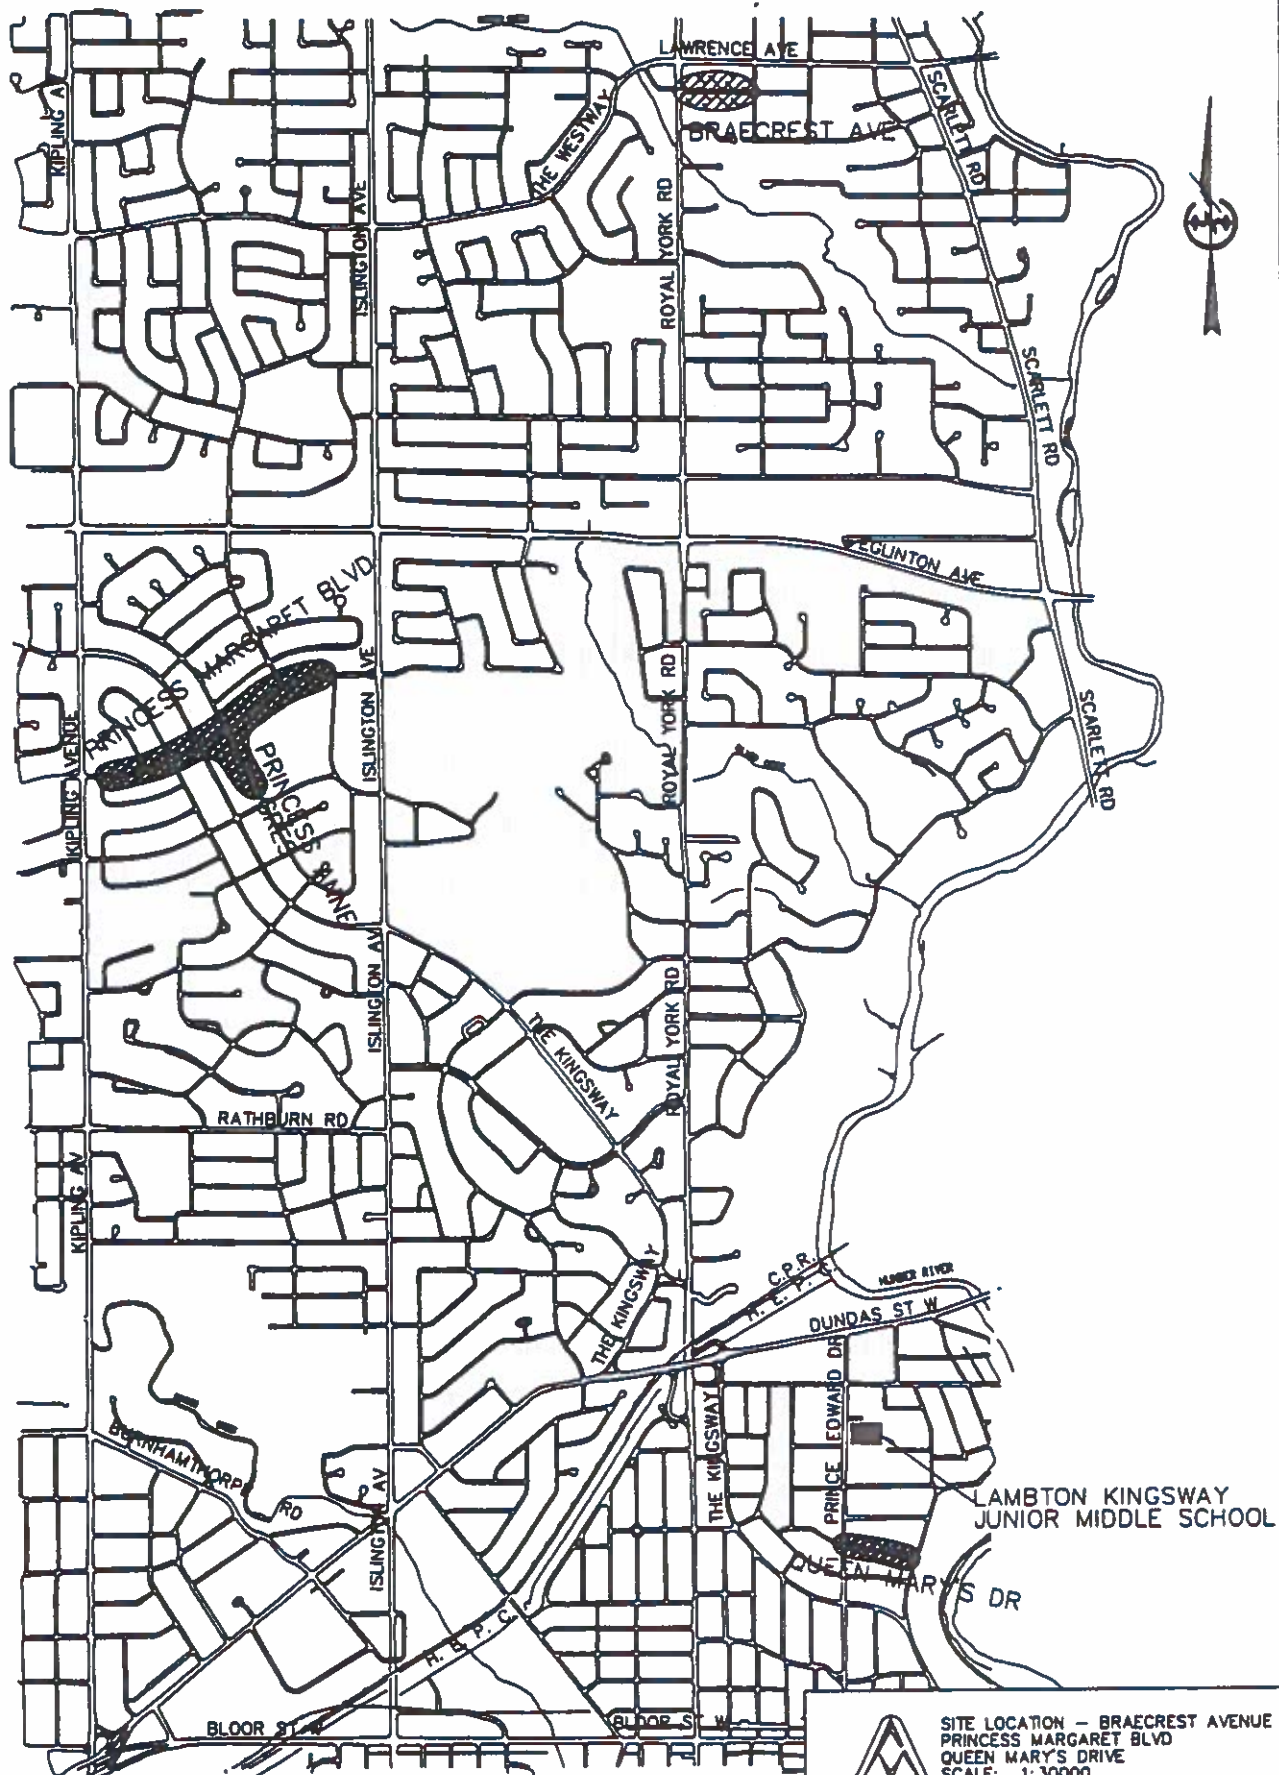 LAWRENCE AVE
KIPLING A
SCARLETT RD
BRAECREST AVE
THE WESTWAY
ISLINGTON AVE
ROYAL YORK RD
SCARLETT RD
EGLINTON AVE
PRINCESS MARGARET BLVD
ISLINGTON AVE
ROYAL YORK RD
SCARLETT RD
KIPLING AVENUE
PRINCESS ANNE
CRES
ISLINGTON AV
ROYAL YORK RD
THE KINGSWAY
RATHBURN RD
KIPLING AV
THE KINGSWAY
C.P.R.
H. E. P. C.
HUMBER RIVER
DUNDAS ST W
PRINCE EDWARD DR
THE KINGSWAY
BURNHAMTHORPE RD
ISLINGTON AV
LAMBTON KINGSWAY
JUNIOR MIDDLE SCHOOL
QUEEN MARY'S DR
H. E. P. C.
BLOOR ST W
BLOOR ST W
SITE LOCATION - BRAECREST AVENUE
PRINCESS MARGARET BLVD
QUEEN MARY'S DRIVE
SCALE: 1:30000